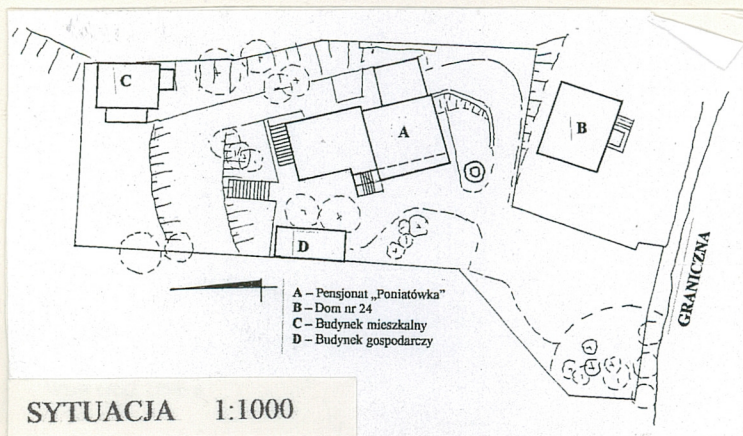 C
A
B
D
GRANICZNA
A – Pensjonat „Poniatówka”
B – Dom nr 24
C – Budynek mieszkalny
D – Budynek gospodarczy
SYTUACJA 1:1000